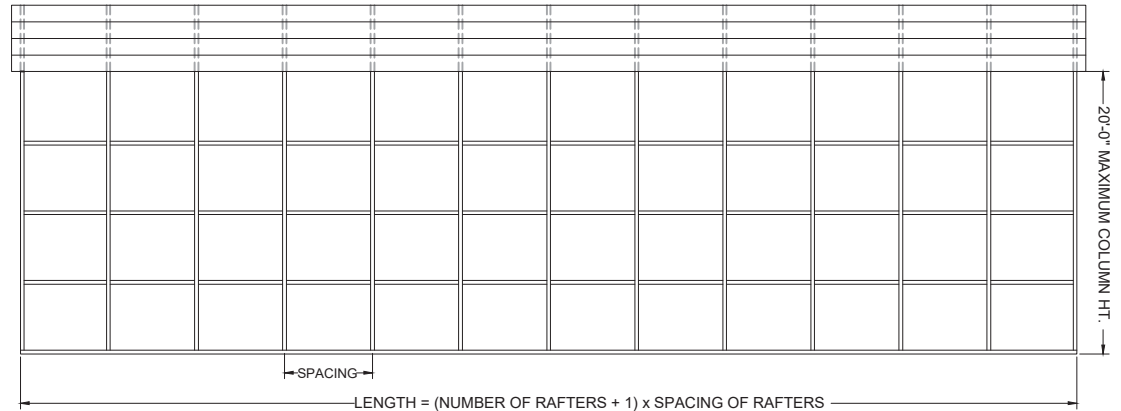 20'-0" MAXIMUM COLUMN HT.
SPACING
LENGTH = (NUMBER OF RAFTERS + 1) x SPACING OF RAFTERS